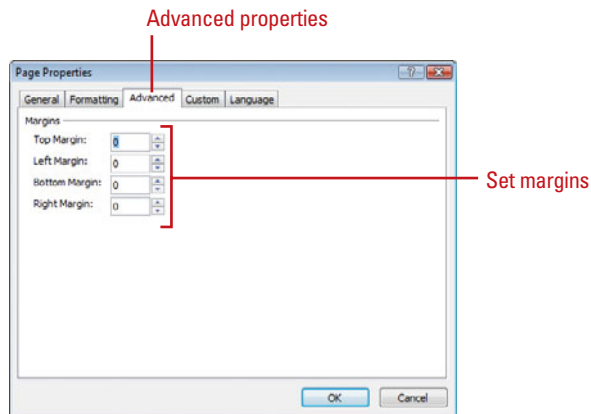 Advanced properties
Page Properties
General Formatting Advanced Custom Language
Margins
Top Margin: 0
Left Margin: 0
Set margins
Bottom Margin: 0
Right Margin: 0
OK Cancel